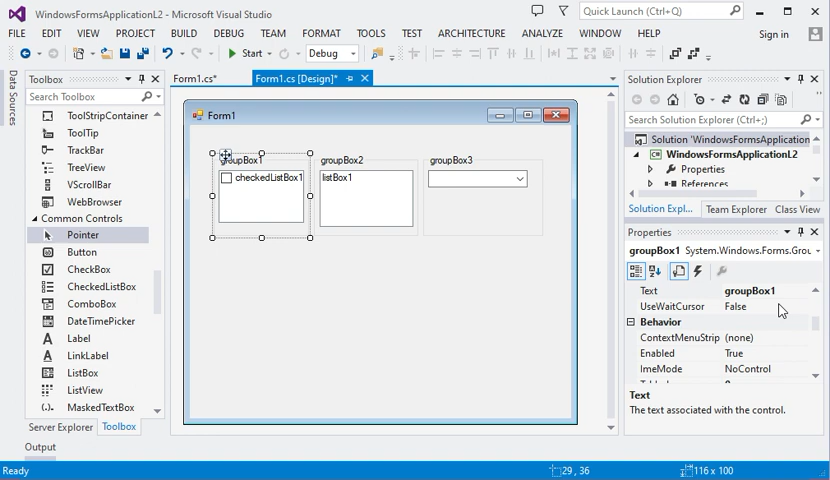 WindowsFormsApplicationL2 - Microsoft Visual Studio
Quick Launch (Ctrl+Q)
FILE EDIT VIEW PROJECT BUILD DEBUG TEAM FORMAT TOOLS TEST ARCHITECTURE ANALYZE WINDOW HELP Sign in
Start Debug
Data Sources
Toolbox
Search Toolbox
ToolStripContainer
ToolTip
TrackBar
TreeView
VScrollBar
WebBrowser
Common Controls
Pointer
Button
CheckBox
CheckedListBox
ComboBox
DateTimePicker
Label
LinkLabel
ListBox
ListView
MaskedTextBox
Server Explorer Toolbox
Form1.cs* Form1.cs [Design]*
Form1
groupBox1 groupBox2 groupBox3
checkedListBox1 listBox1
Solution Explorer
Search Solution Explorer (Ctrl+;)
Solution 'WindowsFormsApplication
WindowsFormsApplicationL2
Properties
References
Solution Expl... Team Explorer Class View
Properties
groupBox1 System.Windows.Forms.Grou
Text groupBox1
UseWaitCursor False
Behavior
ContextMenuStrip (none)
Enabled True
ImeMode NoControl
Text
The text associated with the control.
Output
Ready 29 , 36 116 x 100